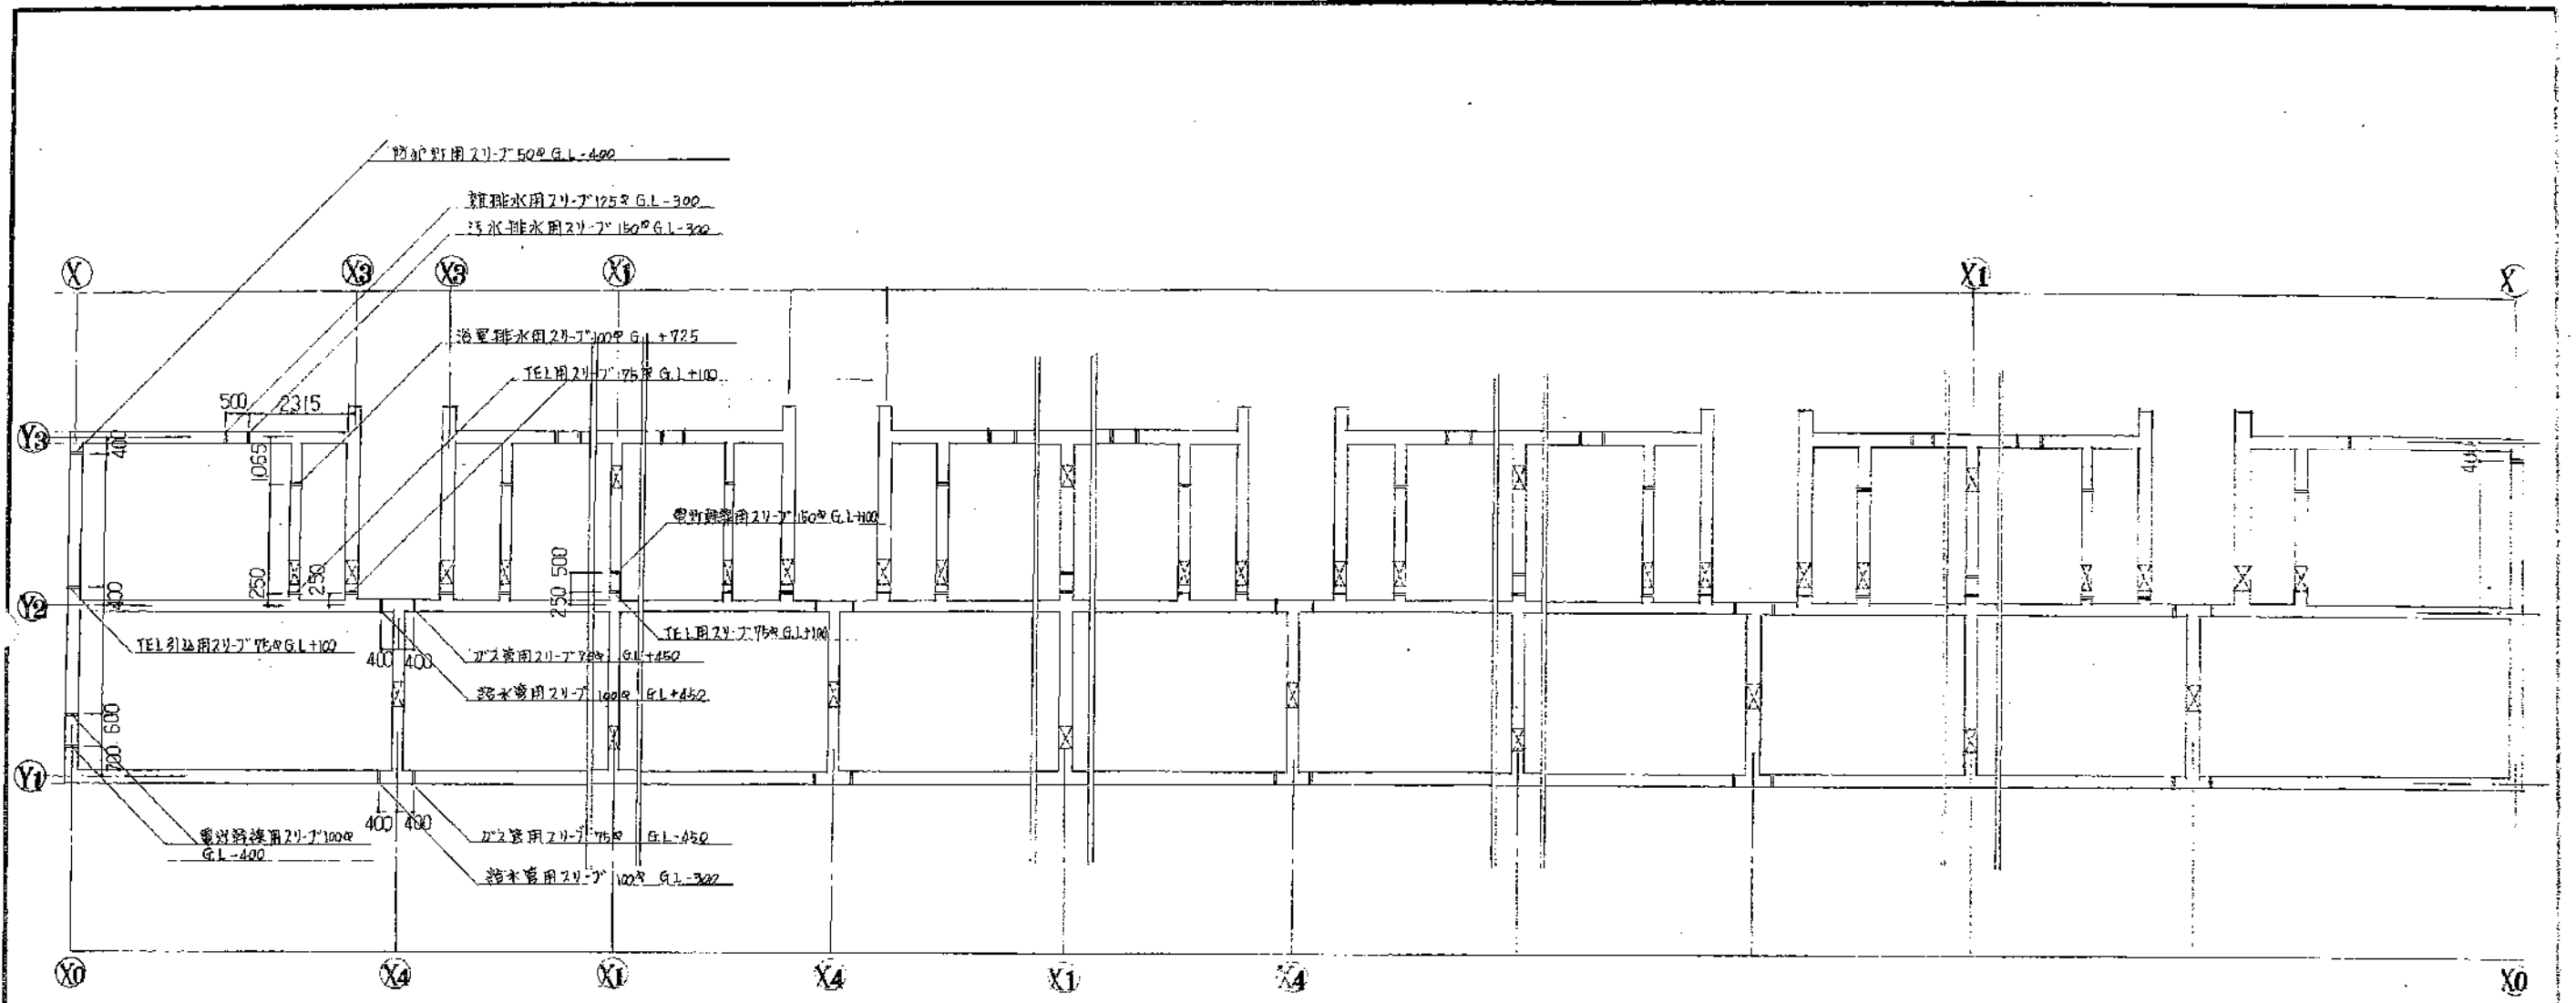 防犯灯用スリーブ50φ G.L-400
雑排水用スリーブ125φ G.L-300
汚水排水用スリーブ150φ G.L-300
X
X3
X3
X1
X1
X
浴室排水用スリーブ100φ G.L+725
TEL用スリーブ75φ G.L+100
500
2315
Y3
400
1065
400
電灯幹線用スリーブ150φ G.L+100
500
250
250
250
400
Y2
TEL引込用スリーブ75φ G.L+100
400
400
TEL用スリーブ75φ G.L+100
ガス管用スリーブ75φ G.L+450
給水管用スリーブ100φ G.L+450
600
700
Y1
400
400
電灯幹線用スリーブ100φ
G.L-400
ガス管用スリーブ75φ G.L-450
給水管用スリーブ100φ G.L-300
X0
X4
X1
X4
X1
X4
X0